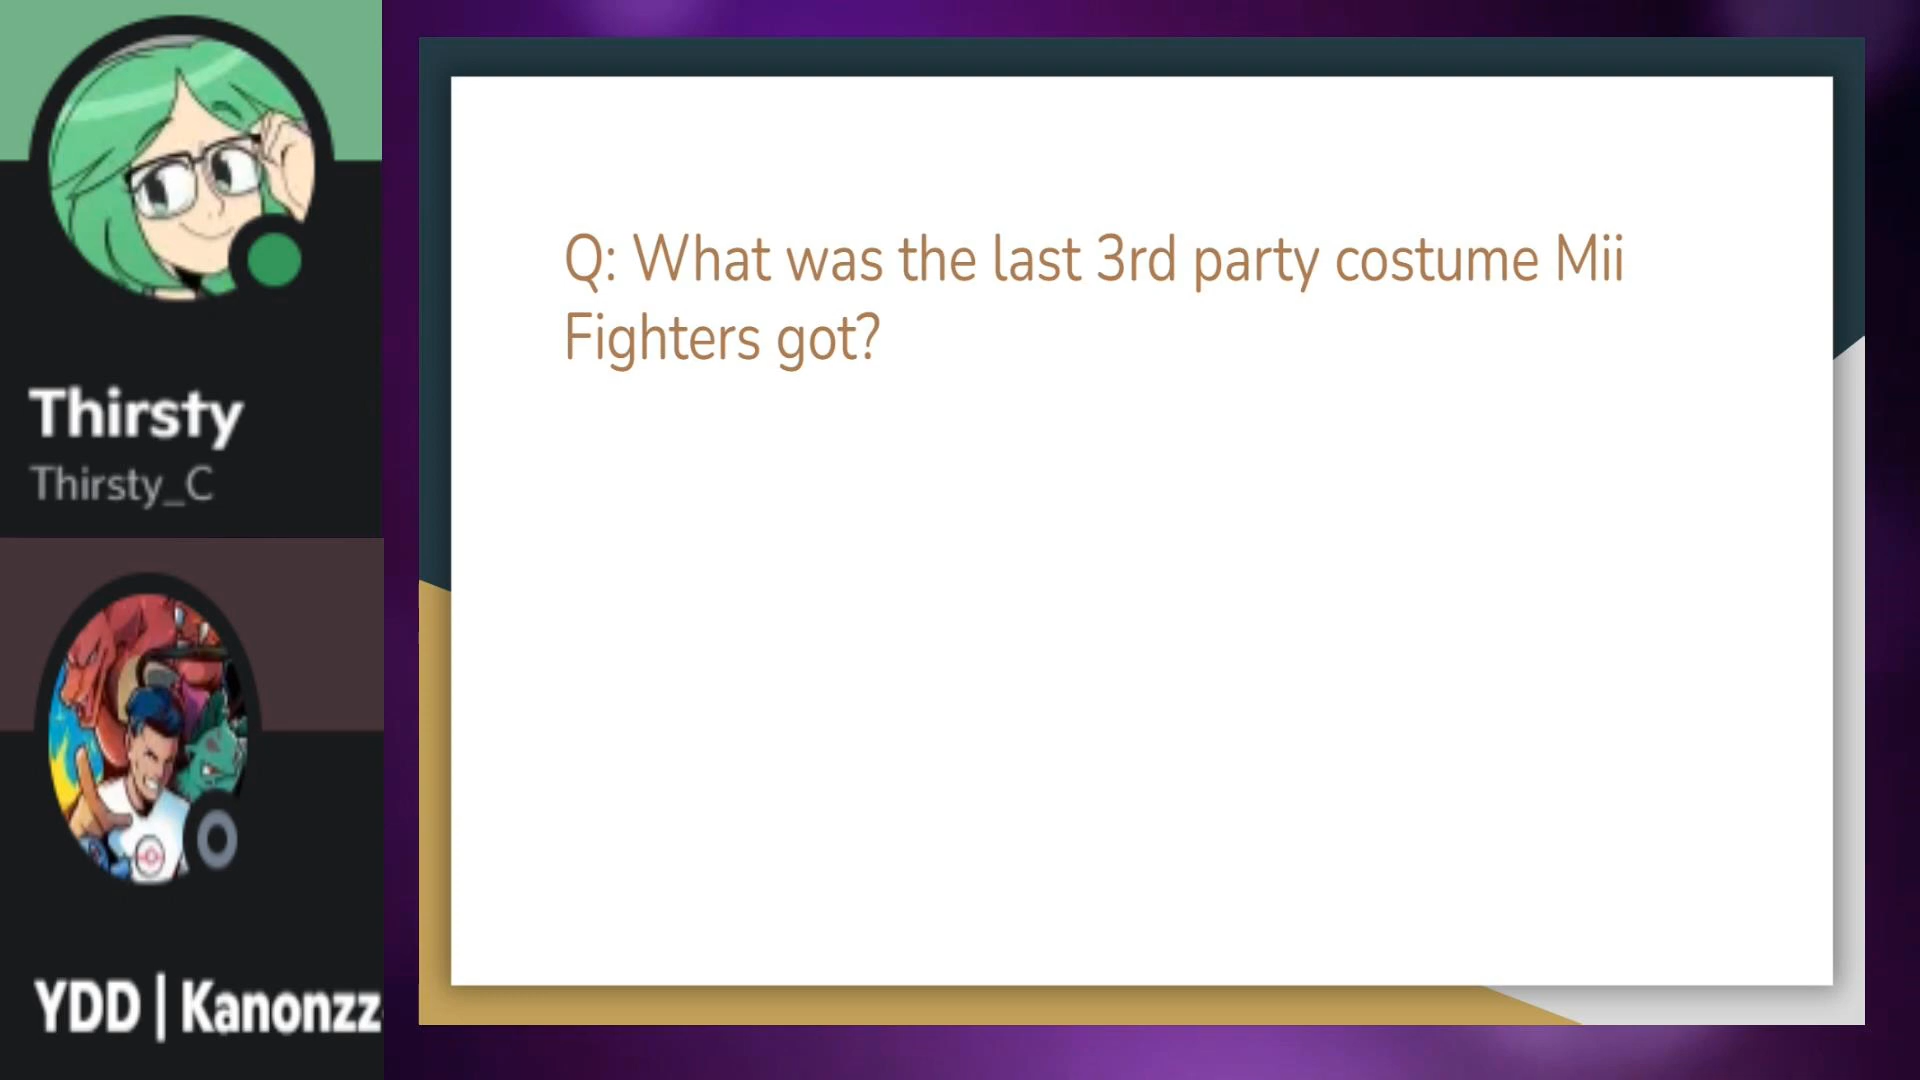 Thirsty
Thirsty_C
YDD | Kanonzz
Q: What was the last 3rd party costume Mii
Fighters got?